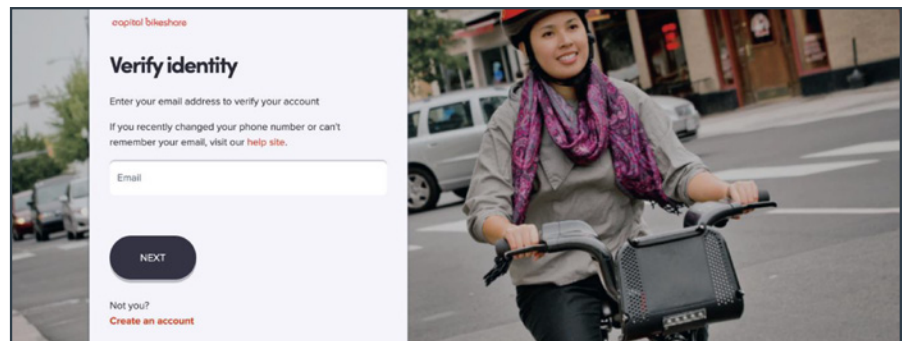 capital bikeshare
Verify identity
Enter your email address to verify your account
If you recently changed your phone number or can't
remember your email, visit our help site.
Email
NEXT
Not you?
Create an account